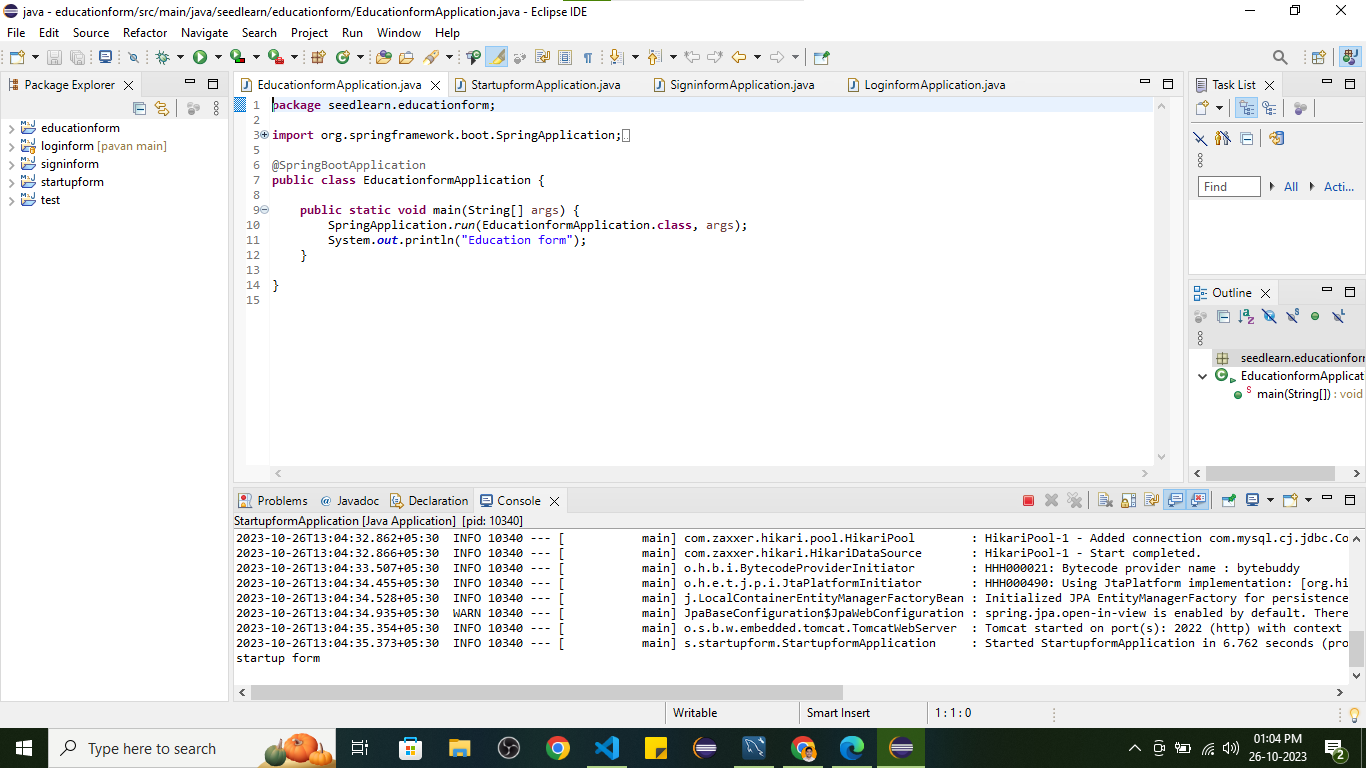 java - educationform/src/main/java/seedlearn/educationform/EducationformApplication.java - Eclipse IDE
File Edit Source Refactor Navigate Search Project Run Window Help
Package Explorer
educationform
loginform [pavan main]
signinform
startupform
test
EducationformApplication.java StartupformApplication.java SigninformApplication.java LoginformApplication.java
1 package seedlearn.educationform;
2
3 import org.springframework.boot.SpringApplication;
5
6 @SpringBootApplication
7 public class EducationformApplication {
8
9 public static void main(String[] args) {
10 SpringApplication.run(EducationformApplication.class, args);
11 System.out.println("Education form");
12 }
13
14 }
15
Task List
Find All Acti...
Outline
seedlearn.educationform
EducationformApplicat
main(String[]) : void
Problems @ Javadoc Declaration Console
StartupformApplication [Java Application] [pid: 10340]
2023-10-26T13:04:32.862+05:30 INFO 10340 --- [ main] com.zaxxer.hikari.pool.HikariPool : HikariPool-1 - Added connection com.mysql.cj.jdbc.Co
2023-10-26T13:04:32.866+05:30 INFO 10340 --- [ main] com.zaxxer.hikari.HikariDataSource : HikariPool-1 - Start completed.
2023-10-26T13:04:33.507+05:30 INFO 10340 --- [ main] o.h.b.i.BytecodeProviderInitiator : HHH000021: Bytecode provider name : bytebuddy
2023-10-26T13:04:34.455+05:30 INFO 10340 --- [ main] o.h.e.t.j.p.i.JtaPlatformInitiator : HHH000490: Using JtaPlatform implementation: [org.hi
2023-10-26T13:04:34.528+05:30 INFO 10340 --- [ main] j.LocalContainerEntityManagerFactoryBean : Initialized JPA EntityManagerFactory for persistence
2023-10-26T13:04:34.935+05:30 WARN 10340 --- [ main] JpaBaseConfiguration$JpaWebConfiguration : spring.jpa.open-in-view is enabled by default. There
2023-10-26T13:04:35.354+05:30 INFO 10340 --- [ main] o.s.b.w.embedded.tomcat.TomcatWebServer : Tomcat started on port(s): 2022 (http) with context
2023-10-26T13:04:35.373+05:30 INFO 10340 --- [ main] s.startupform.StartupformApplication : Started StartupformApplication in 6.762 seconds (pro
startup form
Writable Smart Insert 1 : 1 : 0
Type here to search
01:04 PM
26-10-2023
2